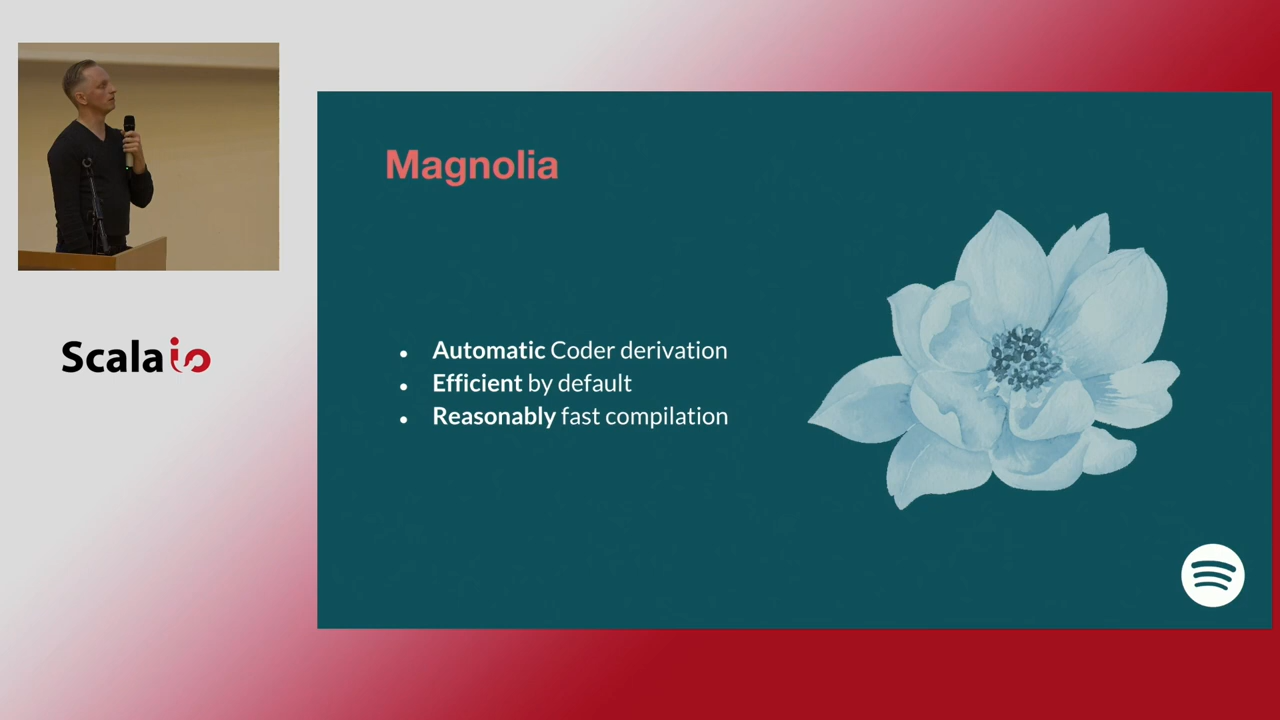 Magnolia
Automatic Coder derivation
Efficient by default
Reasonably fast compilation
Scala io